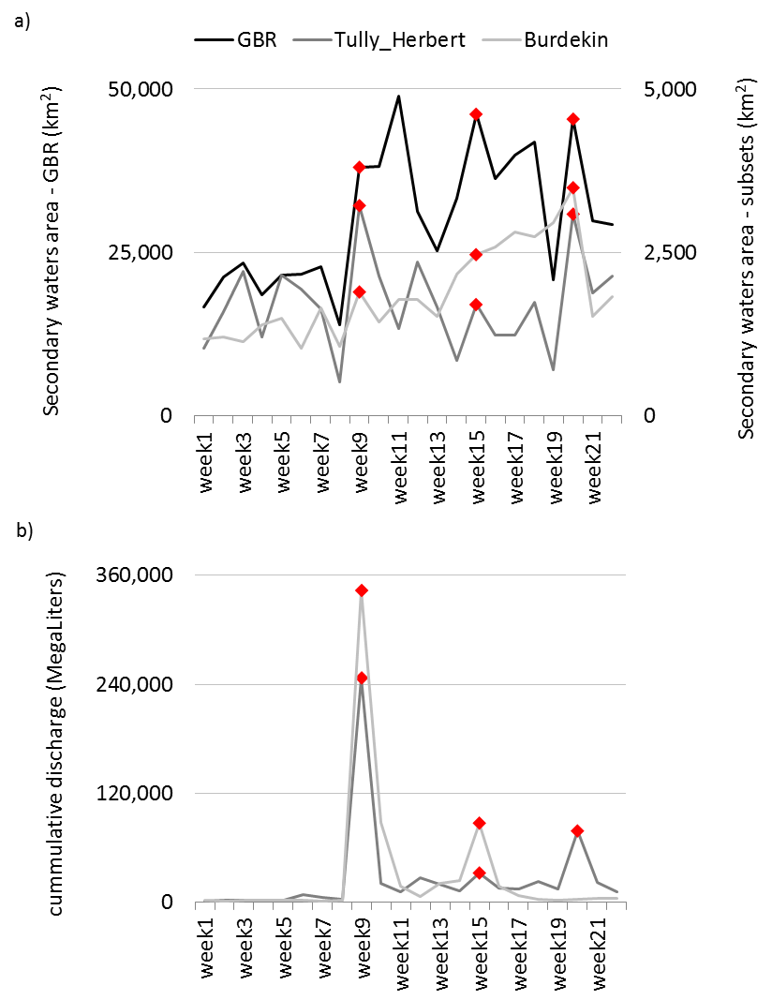 a)
GBR Tully_Herbert Burdekin
Secondary waters area - GBR (km²)
50,000
25,000
0
5,000
2,500
0
Secondary waters area - subsets (km²)
week1 week3 week5 week7 week9 week11 week13 week15 week17 week19 week21
b)
cummulative discharge (MegaLiters)
360,000
240,000
120,000
0
week1 week3 week5 week7 week9 week11 week13 week15 week17 week19 week21